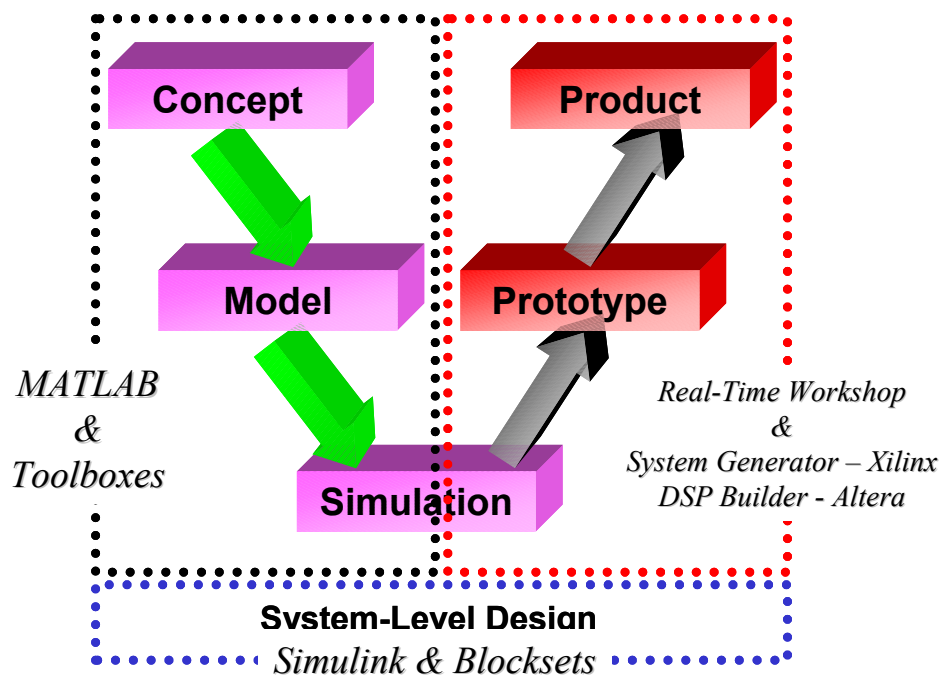 Concept
Product
Model
Prototype
MATLAB
&
Toolboxes
Real-Time Workshop
&
System Generator – Xilinx
DSP Builder - Altera
Simulation
System-Level Design
Simulink & Blocksets